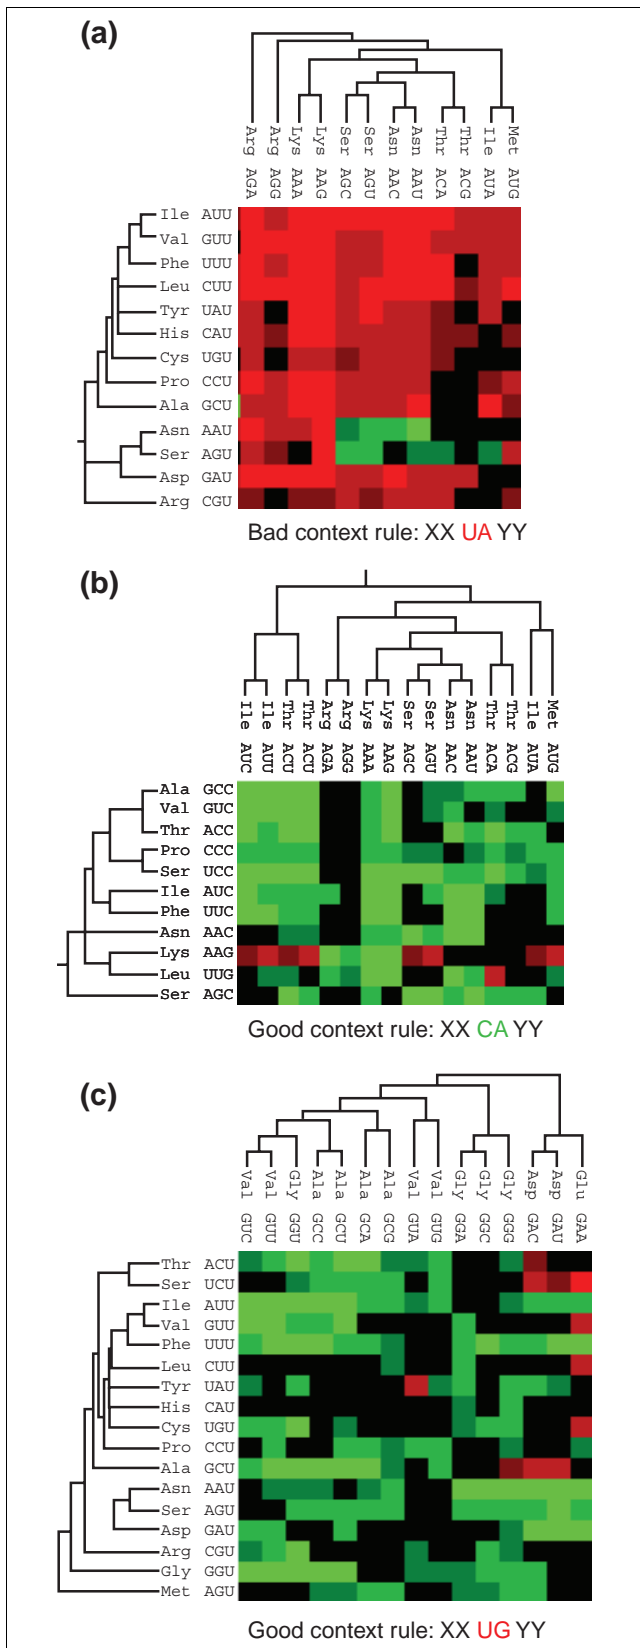 (a)
Arg AGA
Arg AGG
Lys AAA
Lys AAG
Ser AGC
Ser AGU
Asn AAC
Asn AAU
Thr ACA
Thr ACG
Ile AUA
Met AUG
Ile AUU
Val GUU
Phe UUU
Leu CUU
Tyr UAU
His CAU
Cys UGU
Pro CCU
Ala GCU
Asn AAU
Ser AGU
Asp GAU
Arg CGU
Bad context rule: XX UA YY
(b)
Ile AUC
Ile AUU
Thr ACU
Thr ACU
Arg AGA
Arg AGG
Lys AAA
Lys AAG
Ser AGC
Ser AGU
Asn AAC
Asn AAU
Thr ACA
Thr ACG
Ile AUA
Met AUG
Ala GCC
Val GUC
Thr ACC
Pro CCC
Ser UCC
Ile AUC
Phe UUC
Asn AAC
Lys AAG
Leu UUG
Ser AGC
Good context rule: XX CA YY
(c)
Val GUC
Val GUU
Gly GGU
Ala GCC
Ala GCU
Ala GCA
Ala GCG
Val GUA
Val GUG
Gly GGA
Gly GGC
Gly GGG
Asp GAC
Asp GAU
Glu GAA
Thr ACU
Ser UCU
Ile AUU
Val GUU
Phe UUU
Leu CUU
Tyr UAU
His CAU
Cys UGU
Pro CCU
Ala GCU
Asn AAU
Ser AGU
Asp GAU
Arg CGU
Gly GGU
Met AGU
Good context rule: XX UG YY